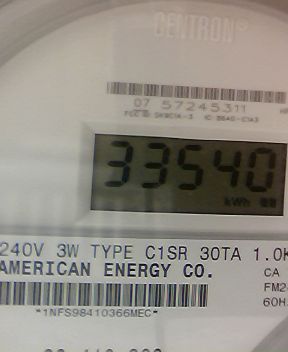 CENTRON®
07 57245311
33540
kWh
240V 3W TYPE C1SR 30TA 1.0K
AMERICAN ENERGY CO.
CA
FM2
60H
*1NFS98410366MEC*